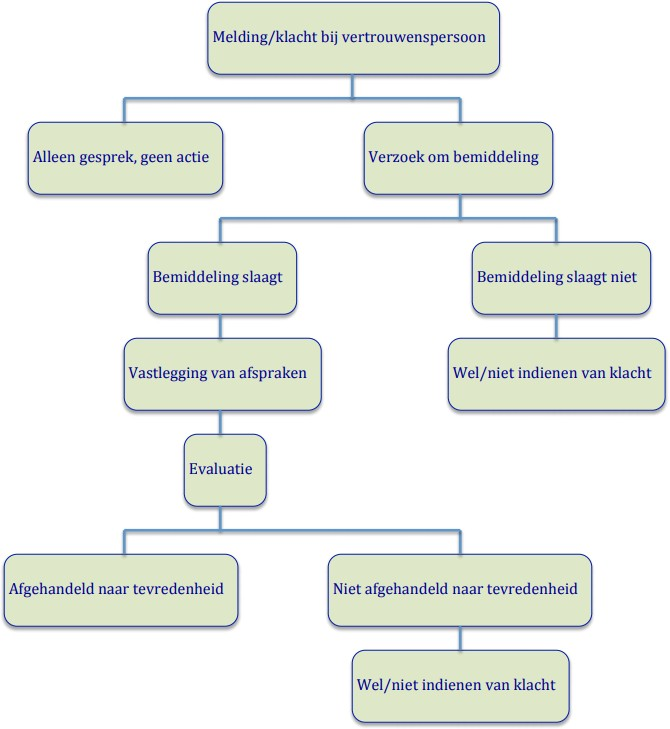 Melding/klacht bij vertrouwenspersoon
Alleen gesprek, geen actie
Verzoek om bemiddeling
Bemiddeling slaagt
Bemiddeling slaagt niet
Vastlegging van afspraken
Wel/niet indienen van klacht
Evaluatie
Afgehandeld naar tevredenheid
Niet afgehandeld naar tevredenheid
Wel/niet indienen van klacht